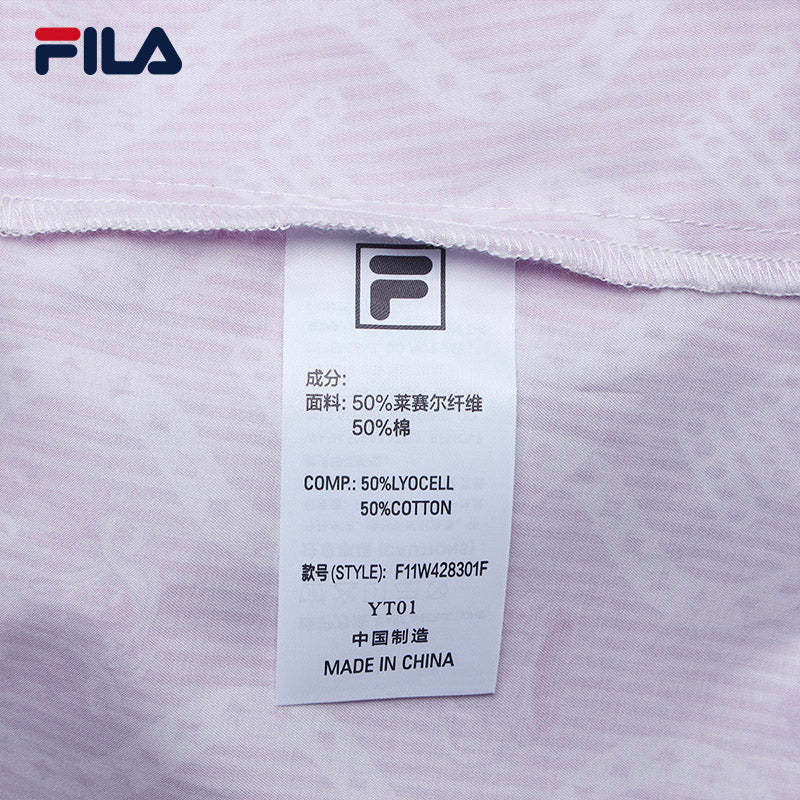 FILA
F
成分:
面料: 50%莱赛尔纤维
50%棉
COMP.: 50%LYOCELL
50%COTTON
款号(STYLE): F11W428301F
YT01
中国制造
MADE IN CHINA